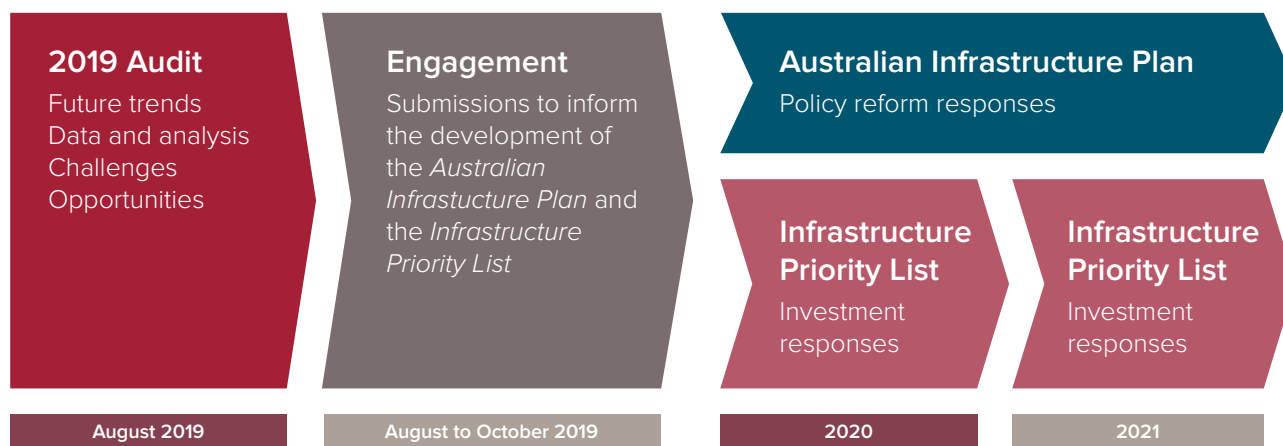 2019 Audit
Future trends
Data and analysis
Challenges
Opportunities
Engagement
Submissions to inform
the development of
the Australian
Infrastucture Plan and
the Infrastructure
Priority List
Australian Infrastructure Plan
Policy reform responses
Infrastructure
Priority List
Investment
responses
Infrastructure
Priority List
Investment
responses
August 2019
August to October 2019
2020
2021